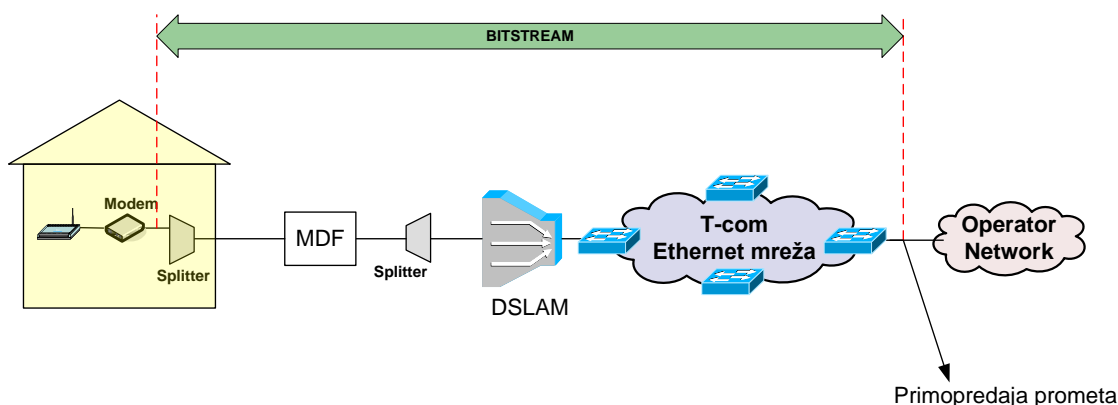 BITSTREAM
Modem
Splitter
MDF
Splitter
DSLAM
T-com
Ethernet mreža
Operator
Network
Primopredaja prometa